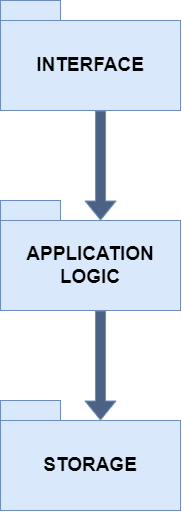 INTERFACE
APPLICATION
LOGIC
STORAGE